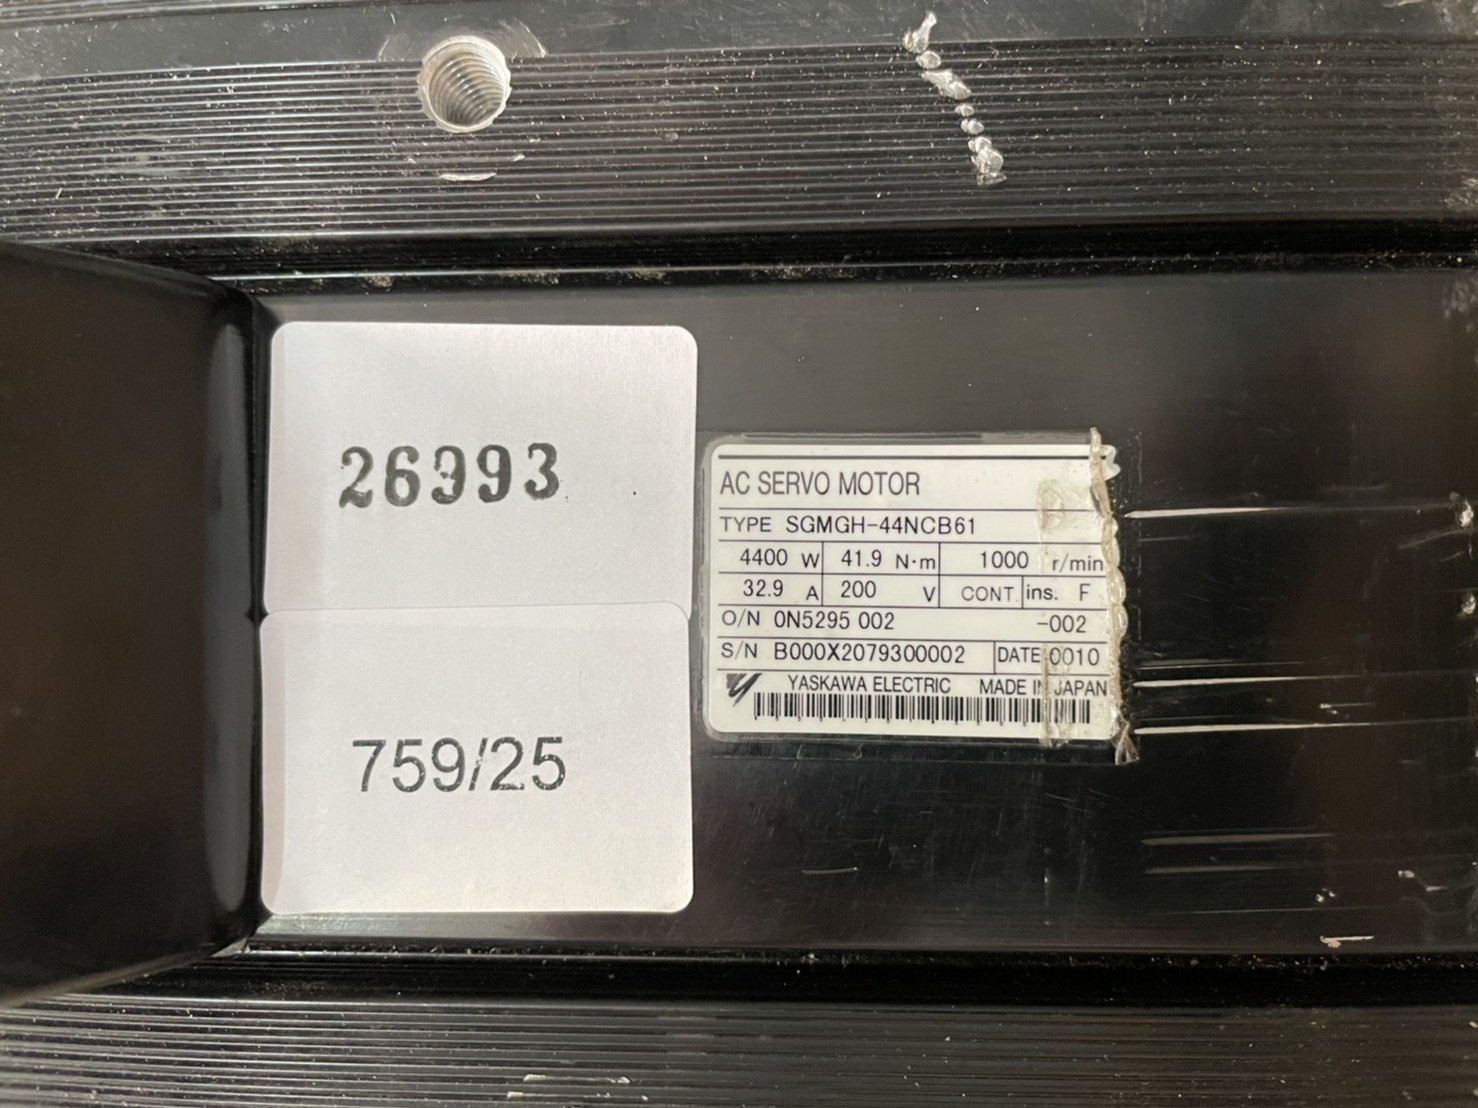 26993
759/25
AC SERVO MOTOR
TYPE SGMGH-44NCB61
4400 W 41.9 N·m 1000 r/min
32.9 A 200 V CONT. ins. F
O/N 0N5295 002 -002
S/N B000X2079300002 DATE 0010
YASKAWA ELECTRIC MADE IN JAPAN